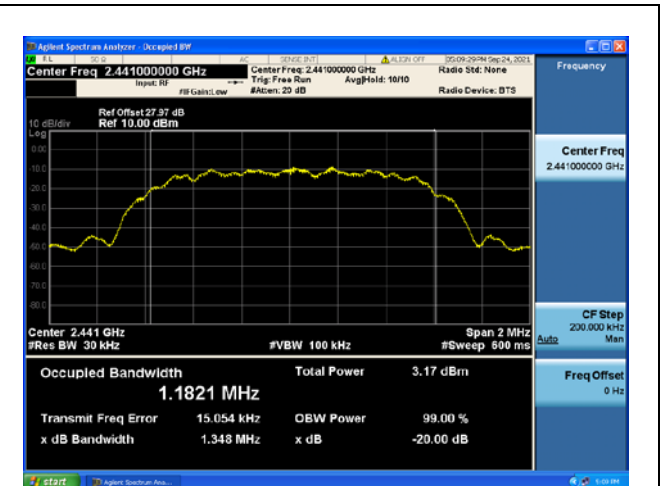 Agilent Spectrum Analyzer - Occupied BW
50 Ω AC SENSE:INT ALIGN OFF 05:09:29PM Sep 24, 2021
Center Freq 2.441000000 GHz Center Freq: 2.441000000 GHz Radio Std: None
Input: RF Trig: Free Run Avg|Hold: 10/10
#IFGain:Low #Atten: 20 dB Radio Device: BTS
Ref Offset 27.97 dB
10 dB/div Ref 10.00 dBm
Log
0.00
-10.0
-20.0
-30.0
-40.0
-50.0
-60.0
-70.0
-80.0
Center 2.441 GHz Span 2 MHz
#Res BW 30 kHz #VBW 100 kHz #Sweep 600 ms
Occupied Bandwidth Total Power 3.17 dBm
1.1821 MHz
Transmit Freq Error 15.054 kHz OBW Power 99.00 %
x dB Bandwidth 1.348 MHz x dB -20.00 dB
Frequency
Center Freq
2.441000000 GHz
CF Step
200.000 kHz
Auto Man
Freq Offset
0 Hz
start Agilent Spectrum Ana... 5:09 PM